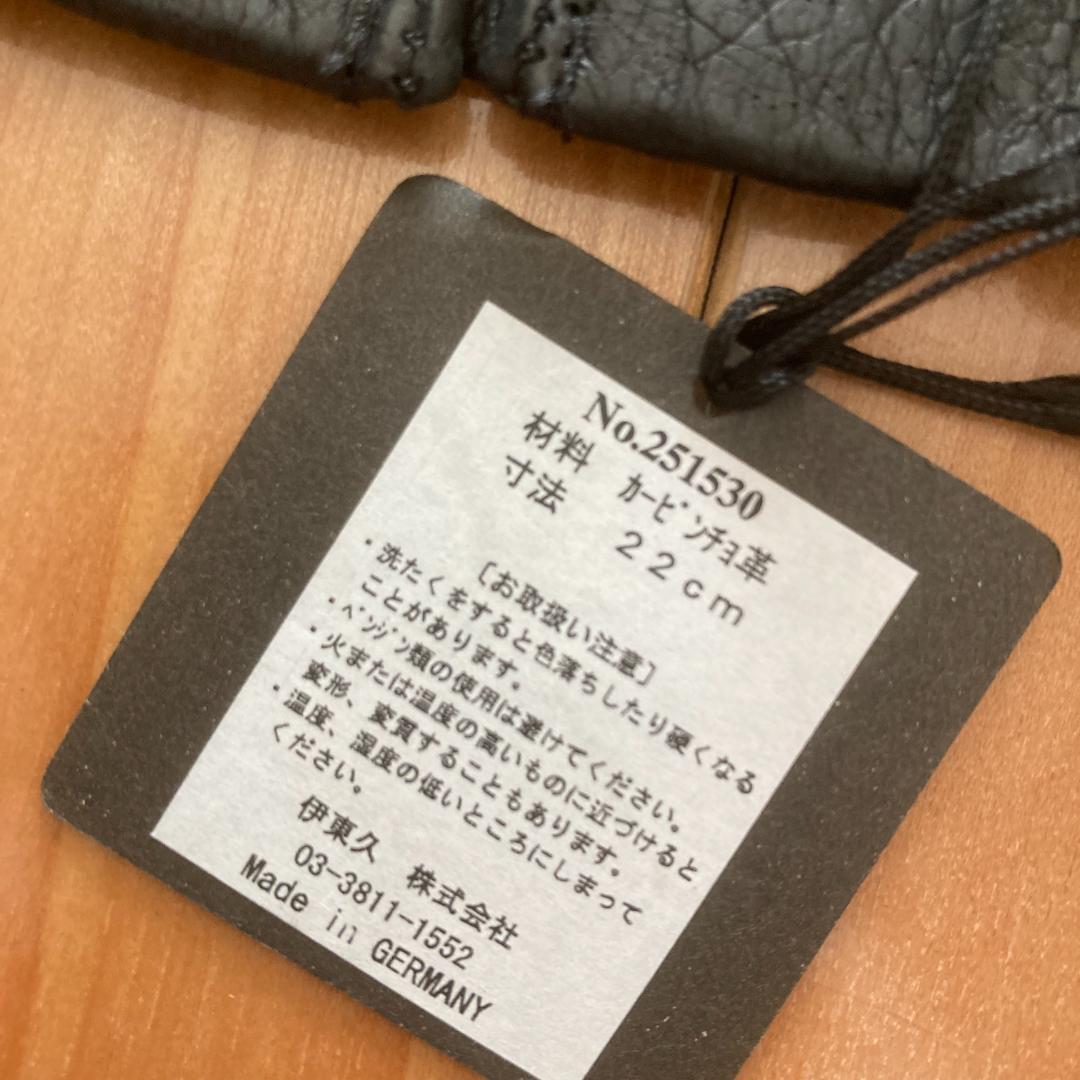 No.251530
材料 ｶｰﾋﾟﾝﾁｮ革
寸法 22cm
[お取扱い注意]
・洗たくをすると色落ちしたり硬くなる
ことがあります。
・ﾍﾞﾝｼﾞﾝ類の使用は避けてください。
・火または温度の高いものに近づけると
変形、変質することもあります。
・温度、湿度の低いところにしまって
ください。
伊東久 株式会社
03-3811-1552
Made in GERMANY